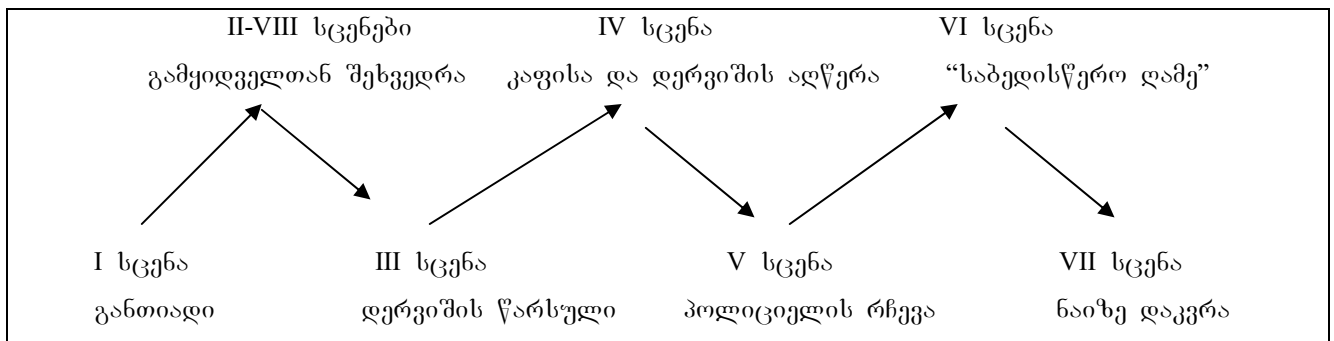 II-VIII სცენები IV სცენა VI სცენა
გამყიდველთან შეხვედრა კაფისა და დერვიშის აღწერა “საბედისწერო ღამე”
I სცენა III სცენა V სცენა VII სცენა
განთიადი დერვიშის წარსული პოლიციელის რჩევა ნაიზე დაკვრა